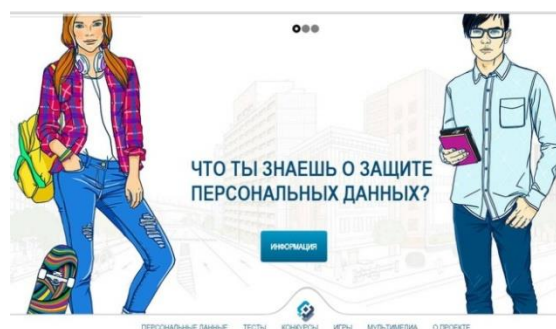 ЧТО ТЫ ЗНАЕШЬ О ЗАЩИТЕ
ПЕРСОНАЛЬНЫХ ДАННЫХ?
ИНФОРМАЦИЯ
ПЕРСОНАЛЬНЫЕ ДАННЫЕ ТЕСТЫ КОНКУРСЫ ИГРЫ МУЛЬТИМЕДИА О ПРОЕКТЕ